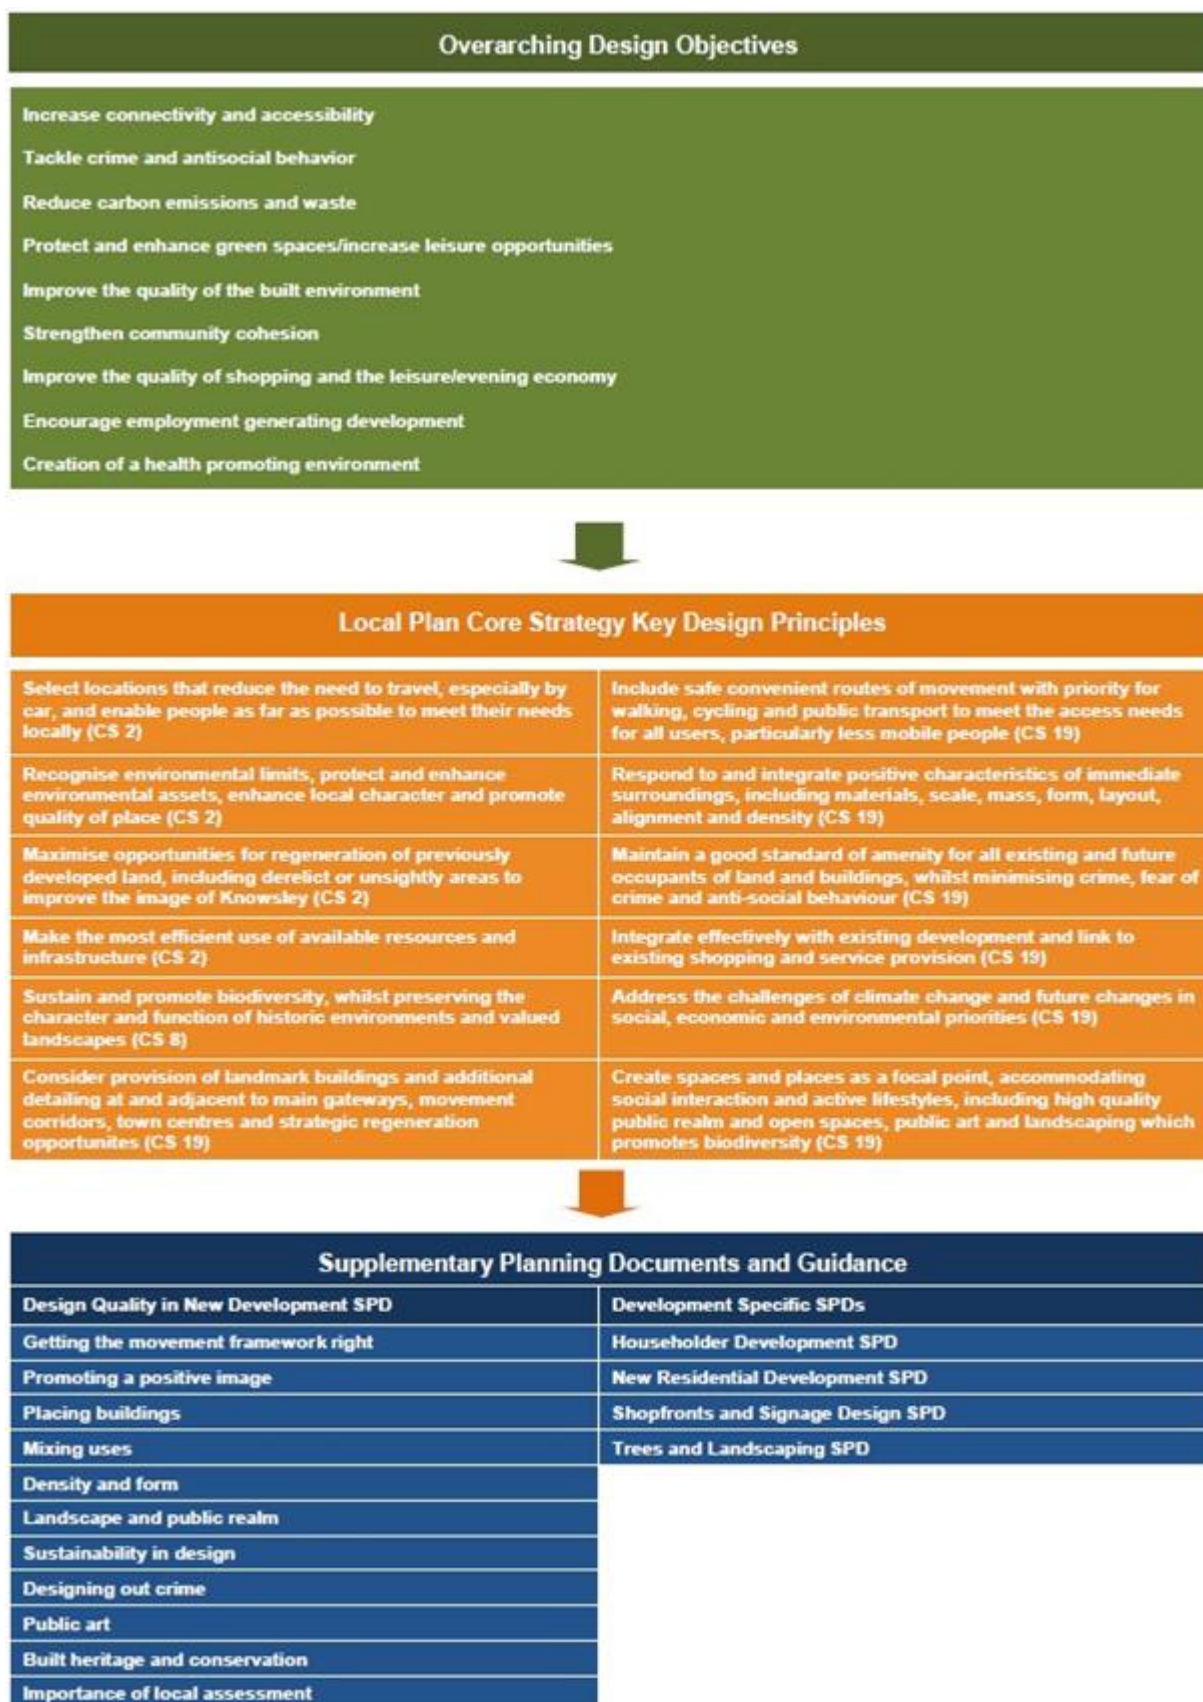 Overarching Design Objectives
Increase connectivity and accessibility
Tackle crime and antisocial behavior
Reduce carbon emissions and waste
Protect and enhance green spaces/increase leisure opportunities
Improve the quality of the built environment
Strengthen community cohesion
Improve the quality of shopping and the leisure/evening economy
Encourage employment generating development
Creation of a health promoting environment
Local Plan Core Strategy Key Design Principles
Select locations that reduce the need to travel, especially by
car, and enable people as far as possible to meet their needs
locally (CS 2)
Include safe convenient routes of movement with priority for
walking, cycling and public transport to meet the access needs
for all users, particularly less mobile people (CS 19)
Recognise environmental limits, protect and enhance
environmental assets, enhance local character and promote
quality of place (CS 2)
Respond to and integrate positive characteristics of immediate
surroundings, including materials, scale, mass, form, layout,
alignment and density (CS 19)
Maximise opportunities for regeneration of previously
developed land, including derelict or unsightly areas to
improve the image of Knowsley (CS 2)
Maintain a good standard of amenity for all existing and future
occupants of land and buildings, whilst minimising crime, fear of
crime and anti-social behaviour (CS 19)
Make the most efficient use of available resources and
infrastructure (CS 2)
Integrate effectively with existing development and link to
existing shopping and service provision (CS 19)
Sustain and promote biodiversity, whilst preserving the
character and function of historic environments and valued
landscapes (CS 8)
Address the challenges of climate change and future changes in
social, economic and environmental priorities (CS 19)
Consider provision of landmark buildings and additional
detailing at and adjacent to main gateways, movement
corridors, town centres and strategic regeneration
opportunites (CS 19)
Create spaces and places as a focal point, accommodating
social interaction and active lifestyles, including high quality
public realm and open spaces, public art and landscaping which
promotes biodiversity (CS 19)
Supplementary Planning Documents and Guidance
Design Quality in New Development SPD
Development Specific SPDs
Getting the movement framework right
Householder Development SPD
Promoting a positive image
New Residential Development SPD
Placing buildings
Shopfronts and Signage Design SPD
Mixing uses
Trees and Landscaping SPD
Density and form
Landscape and public realm
Sustainability in design
Designing out crime
Public art
Built heritage and conservation
Importance of local assessment